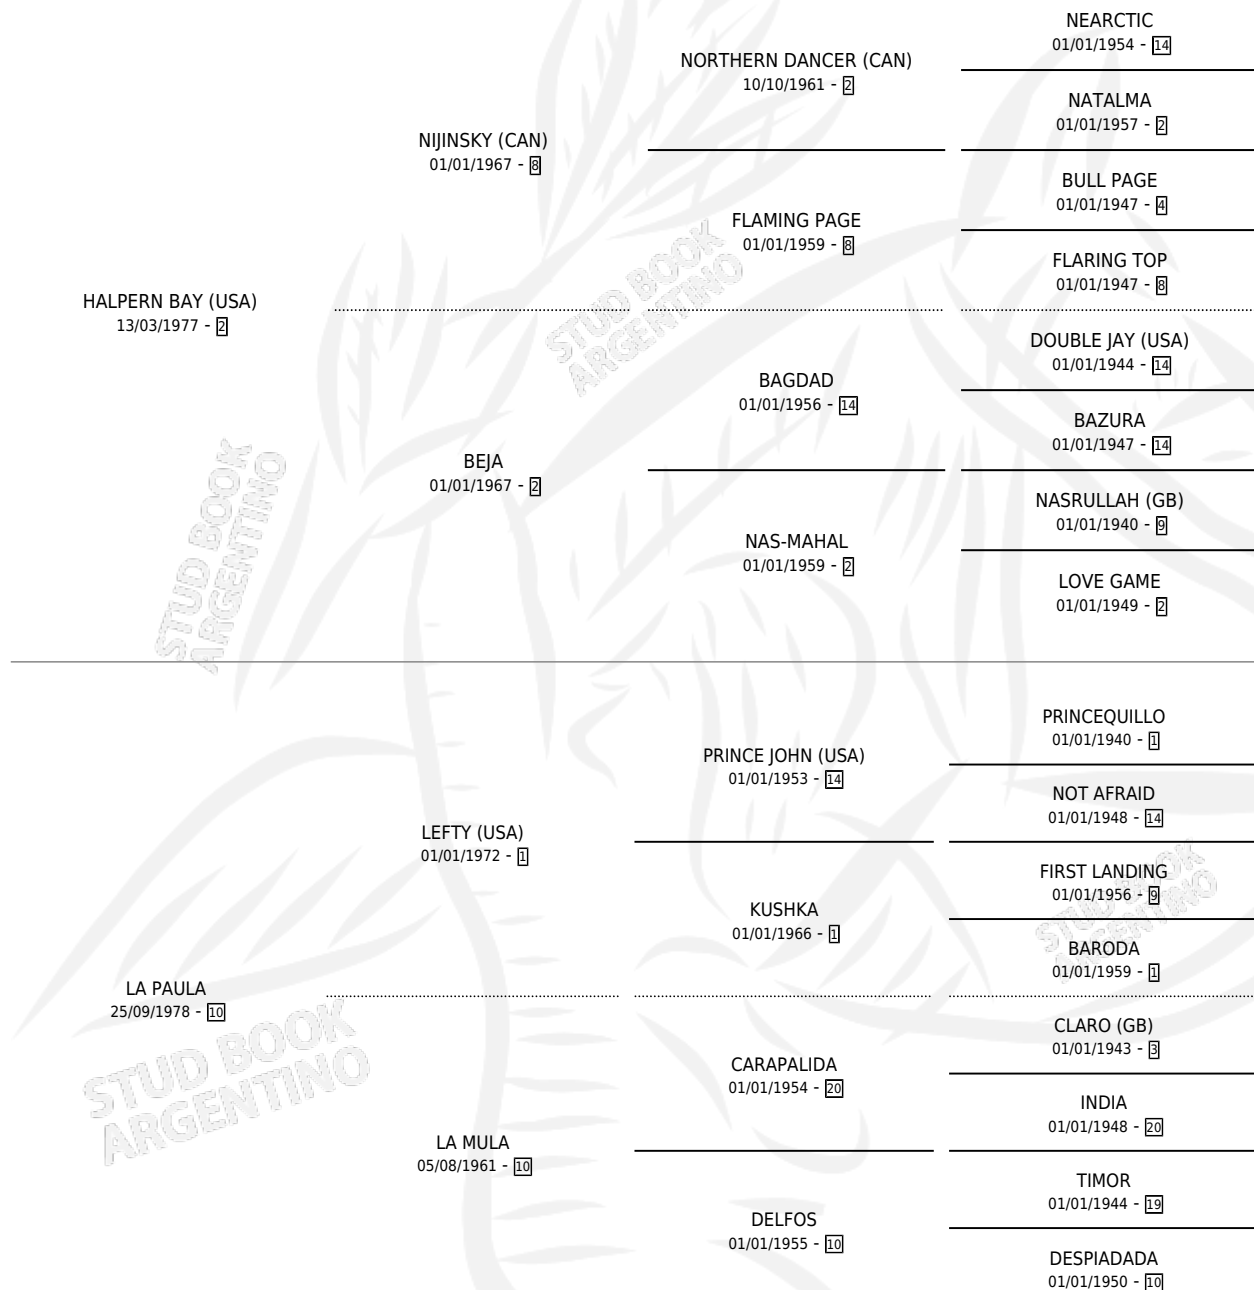 NEARCTIC
01/01/1954 - 14
NORTHERN DANCER (CAN)
10/10/1961 - 2
NATALMA
01/01/1957 - 2
NIJINSKY (CAN)
01/01/1967 - 8
BULL PAGE
01/01/1947 - 4
FLAMING PAGE
01/01/1959 - 8
FLARING TOP
01/01/1947 - 8
HALPERN BAY (USA)
13/03/1977 - 2
DOUBLE JAY (USA)
01/01/1944 - 14
BAGDAD
01/01/1956 - 14
BAZURA
01/01/1947 - 14
BEJA
01/01/1967 - 2
NASRULLAH (GB)
01/01/1940 - 9
NAS-MAHAL
01/01/1959 - 2
LOVE GAME
01/01/1949 - 2
PRINCEQUILLO
01/01/1940 - 1
PRINCE JOHN (USA)
01/01/1953 - 14
NOT AFRAID
01/01/1948 - 14
LEFTY (USA)
01/01/1972 - 1
FIRST LANDING
01/01/1956 - 9
KUSHKA
01/01/1966 - 1
BARODA
01/01/1959 - 1
LA PAULA
25/09/1978 - 10
CLARO (GB)
01/01/1943 - 3
CARAPALIDA
01/01/1954 - 20
INDIA
01/01/1948 - 20
LA MULA
05/08/1961 - 10
TIMOR
01/01/1944 - 19
DELFOS
01/01/1955 - 10
DESPIADADA
01/01/1950 - 10
STUD BOOK
ARGENTINO
STUD BOOK
ARGENTINO
STUD BOOK
ARGENTINO
STUD BOOK
ARGENTINO